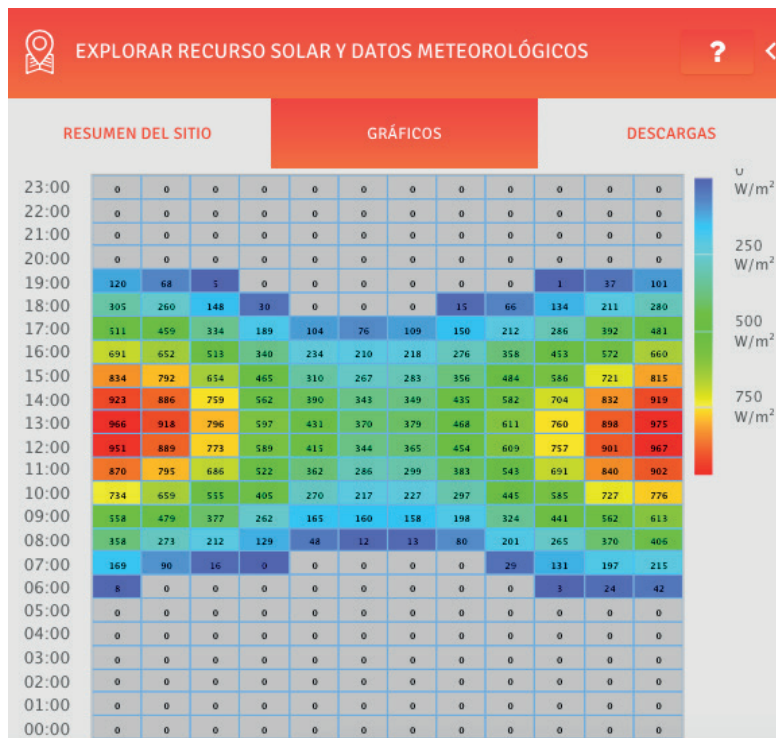 EXPLORAR RECURSO SOLAR Y DATOS METEOROLÓGICOS ?
RESUMEN DEL SITIO GRÁFICOS DESCARGAS
23:00 0 0 0 0 0 0 0 0 0 0 0 0
22:00 0 0 0 0 0 0 0 0 0 0 0 0
21:00 0 0 0 0 0 0 0 0 0 0 0 0
20:00 0 0 0 0 0 0 0 0 0 0 0 0
19:00 120 68 5 0 0 0 0 0 0 1 37 101
18:00 305 260 148 30 0 0 0 15 66 134 211 280
17:00 511 459 334 189 104 76 109 150 212 286 392 481
16:00 691 652 513 340 234 210 218 276 358 453 572 660
15:00 834 792 654 465 310 267 283 356 484 586 721 815
14:00 923 886 759 562 390 343 349 435 582 704 832 919
13:00 966 918 796 597 431 370 379 468 611 760 898 975
12:00 951 889 773 589 415 344 365 454 609 757 901 967
11:00 870 795 686 522 362 286 299 383 543 691 840 902
10:00 734 659 555 405 270 217 227 297 445 585 727 776
09:00 558 479 377 262 165 160 158 198 324 441 562 613
08:00 358 273 212 129 48 12 13 80 201 265 370 406
07:00 169 90 16 0 0 0 0 0 29 131 197 215
06:00 8 0 0 0 0 0 0 0 0 3 24 42
05:00 0 0 0 0 0 0 0 0 0 0 0 0
04:00 0 0 0 0 0 0 0 0 0 0 0 0
03:00 0 0 0 0 0 0 0 0 0 0 0 0
02:00 0 0 0 0 0 0 0 0 0 0 0 0
01:00 0 0 0 0 0 0 0 0 0 0 0 0
00:00 0 0 0 0 0 0 0 0 0 0 0 0
0
W/m²
250
W/m²
500
W/m²
750
W/m²